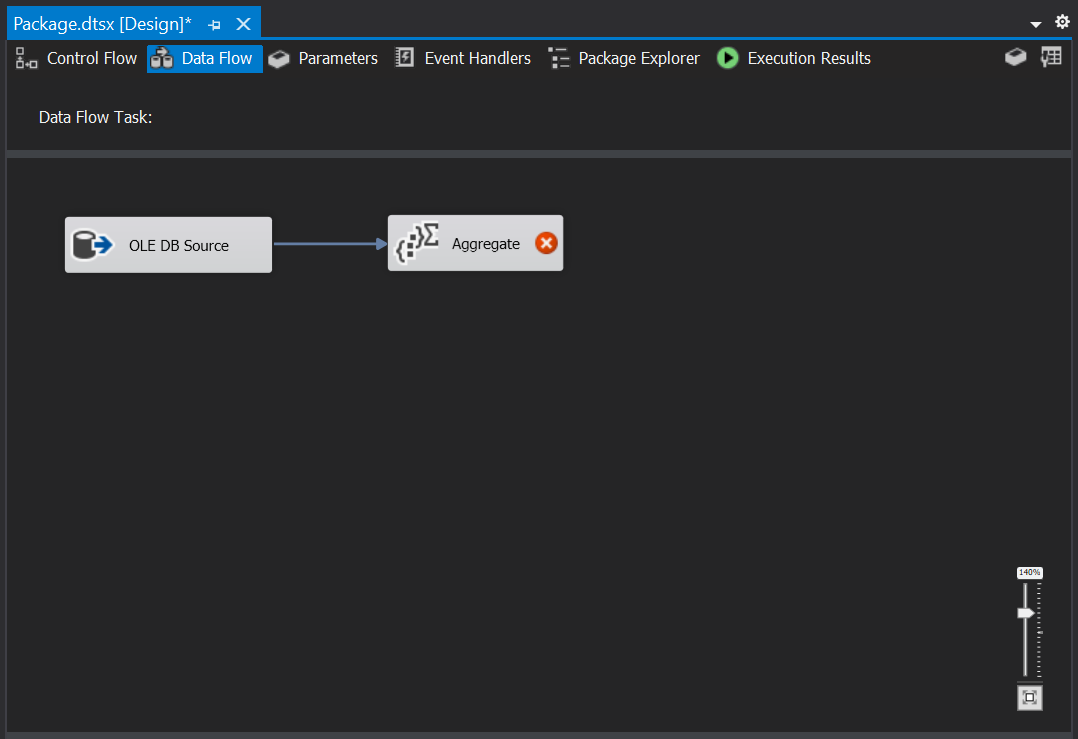 Package.dtsx [Design]*
Control Flow Data Flow Parameters Event Handlers Package Explorer Execution Results
Data Flow Task:
OLE DB Source
Aggregate
140%